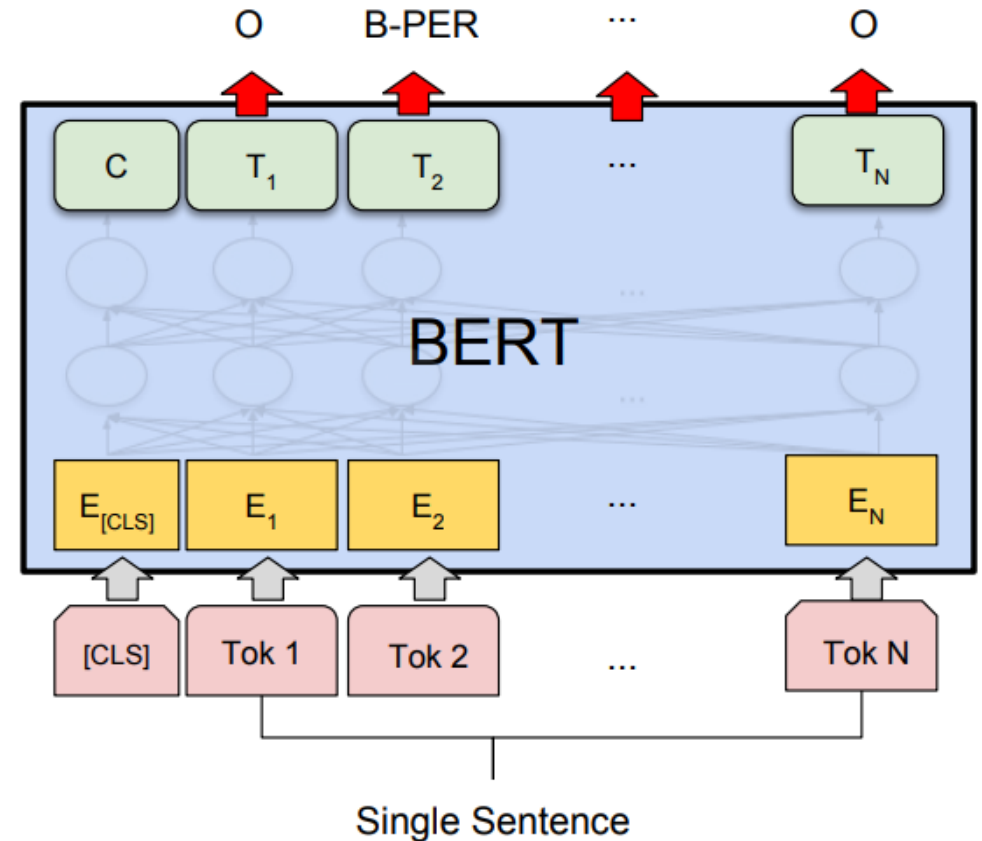 O B-PER ... O
C T1 T2 ... TN
...
BERT
...
E[CLS] E1 E2 ... EN
[CLS] Tok 1 Tok 2 ... Tok N
Single Sentence